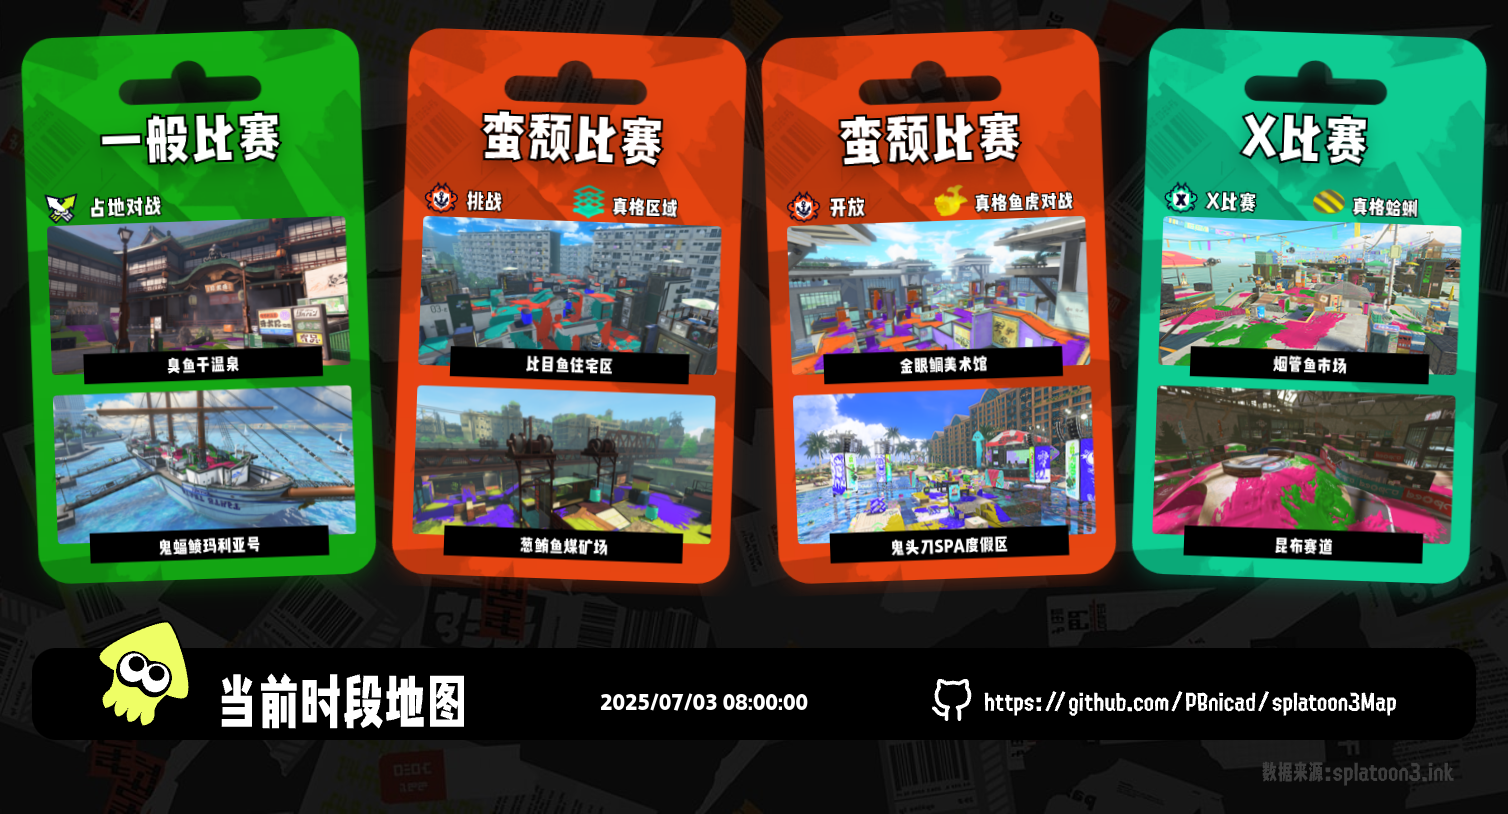 一般比赛
占地对战
臭鱼干温泉
鬼蝠鲼玛利亚号
蛮颓比赛
挑战
真格区域
比目鱼住宅区
葱鲔鱼煤矿场
蛮颓比赛
开放
真格鱼虎对战
金眼鲷美术馆
鬼头刀SPA度假区
X比赛
X比赛
真格蛤蜊
烟管鱼市场
昆布赛道
当前时段地图
2025/07/03 08:00:00
https://github.com/PBnicad/splatoon3Map
数据来源:splatoon3.ink